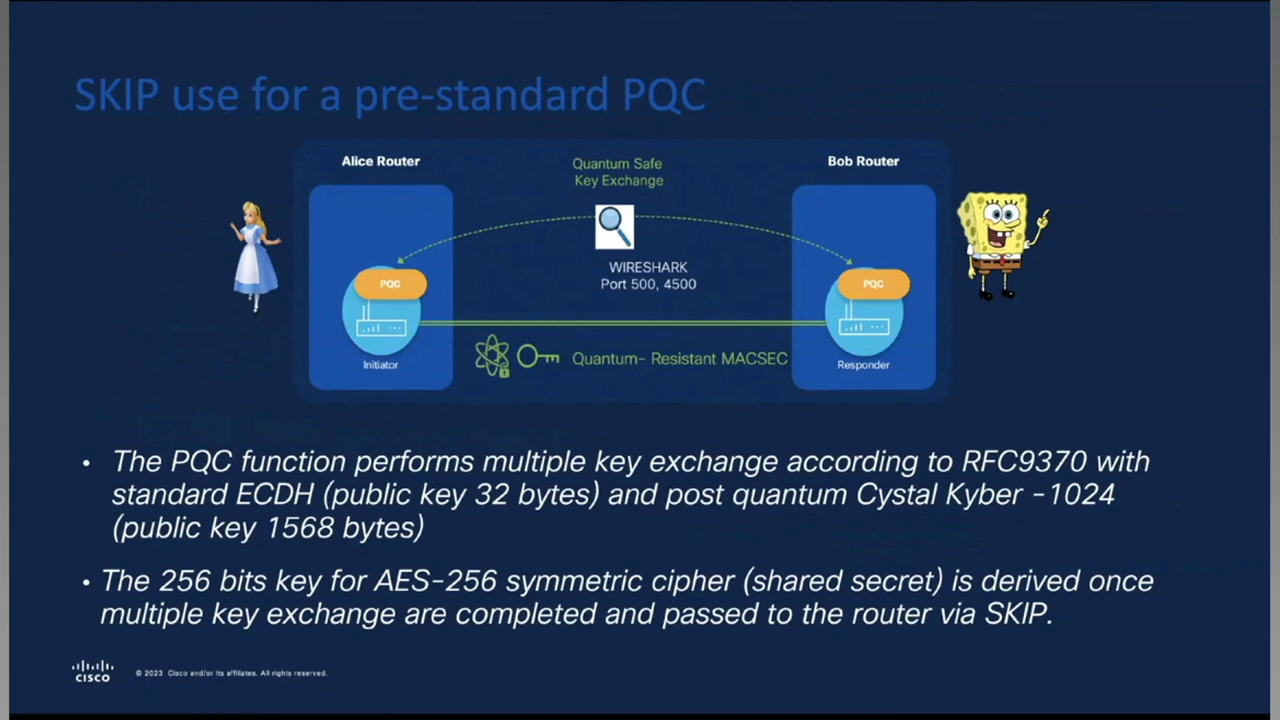 SKIP use for a pre-standard PQC
Alice Router
Quantum Safe
Key Exchange
Bob Router
WIRESHARK
Port 500, 4500
PQC
PQC
Initiator
Quantum- Resistant MACSEC
Responder
• The PQC function performs multiple key exchange according to RFC9370 with
standard ECDH (public key 32 bytes) and post quantum Cystal Kyber -1024
(public key 1568 bytes)
• The 256 bits key for AES-256 symmetric cipher (shared secret) is derived once
multiple key exchange are completed and passed to the router via SKIP.
CISCO
© 2023 Cisco and/or its affiliates. All rights reserved.